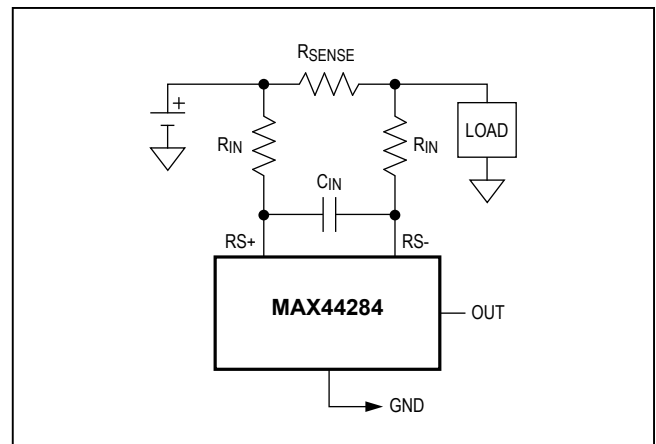 RSENSE
+
LOAD
RIN
RIN
CIN
RS+
RS-
MAX44284
OUT
GND